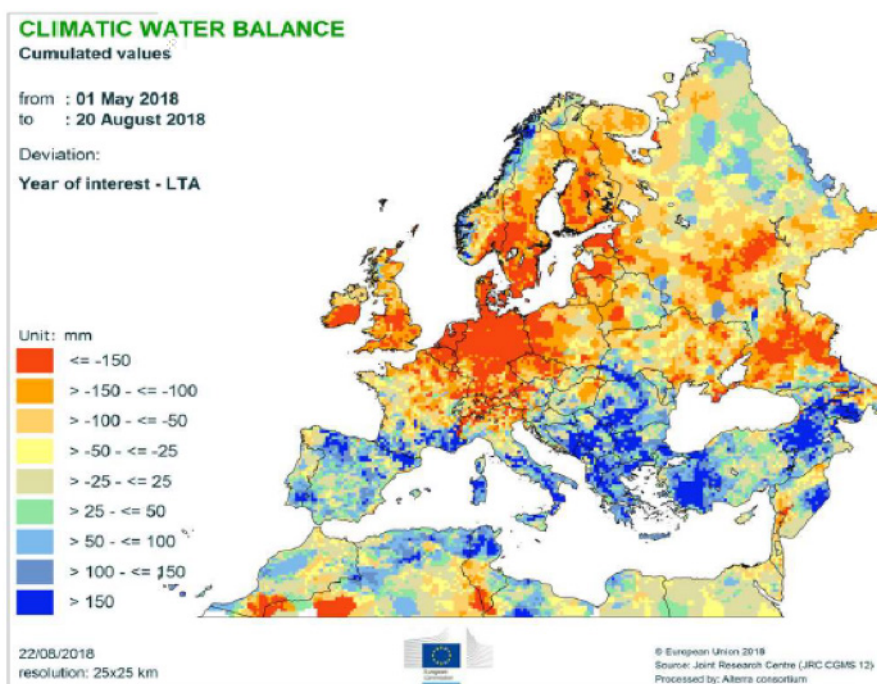 CLIMATIC WATER BALANCE
Cumulated values
from : 01 May 2018
to : 20 August 2018
Deviation:
Year of interest - LTA
Unit: mm
<= -150
> -150 - <= -100
> -100 - <= -50
> -50 - <= -25
> -25 - <= 25
> 25 - <= 50
> 50 - <= 100
> 100 - <= 150
> 150
22/08/2018
resolution: 25x25 km
European
Commission
© European Union 2018
Source: Joint Research Centre (JRC CGMS 12)
Processed by: Alterra consortium